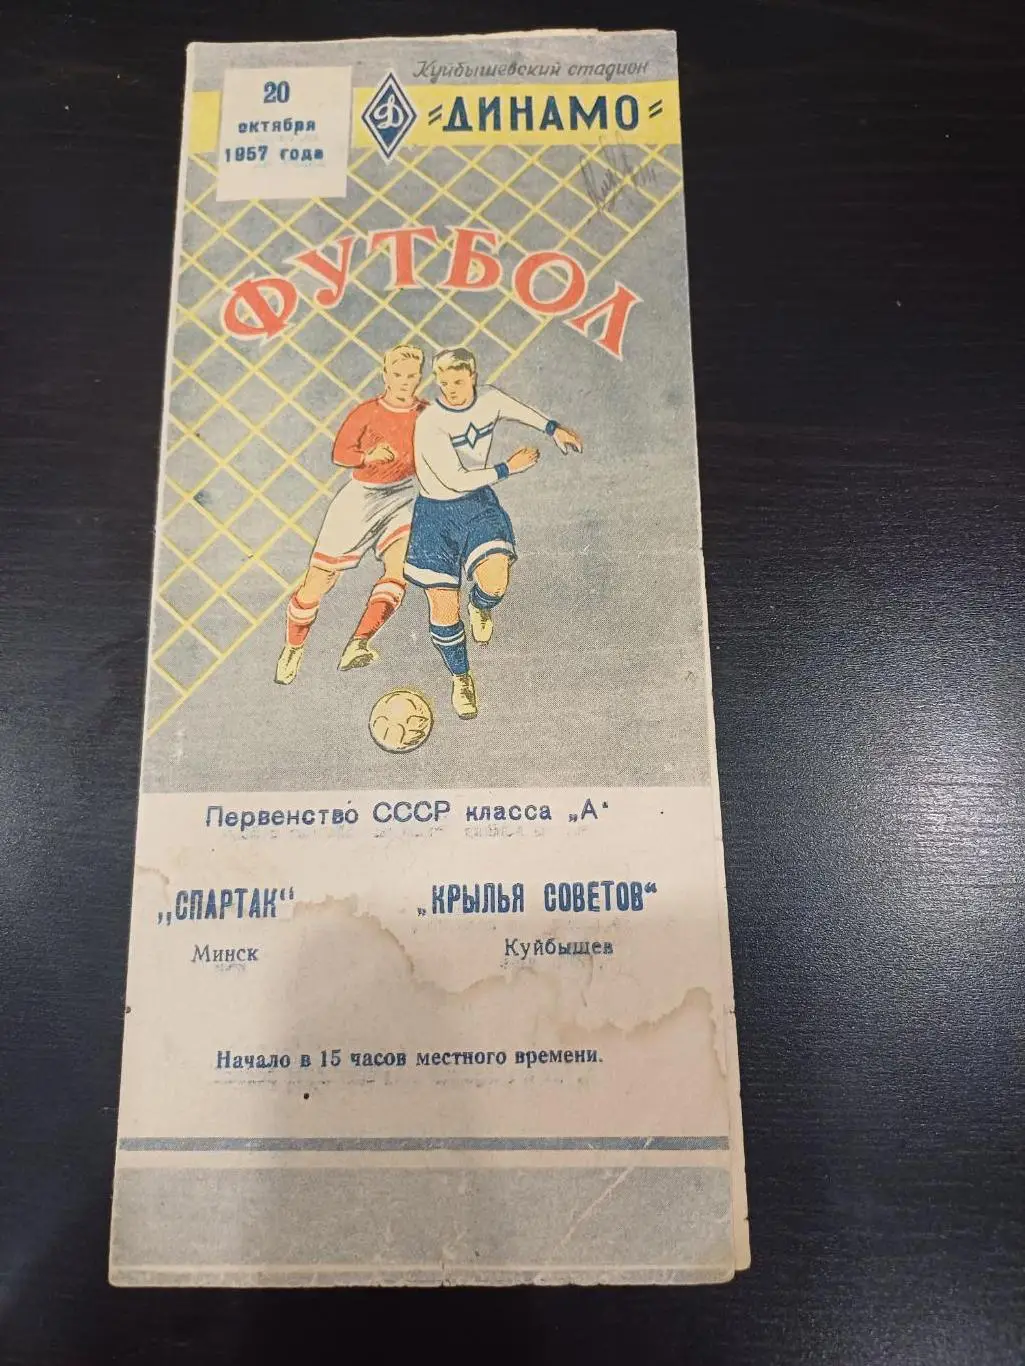 Куйбышевский стадион
"ДИНАМО"
20
октября
1957 года
ФУТБОЛ
Первенство СССР класса „А“
„СПАРТАК“ „КРЫЛЬЯ СОВЕТОВ“
Минск Куйбышев
Начало в 15 часов местного времени.